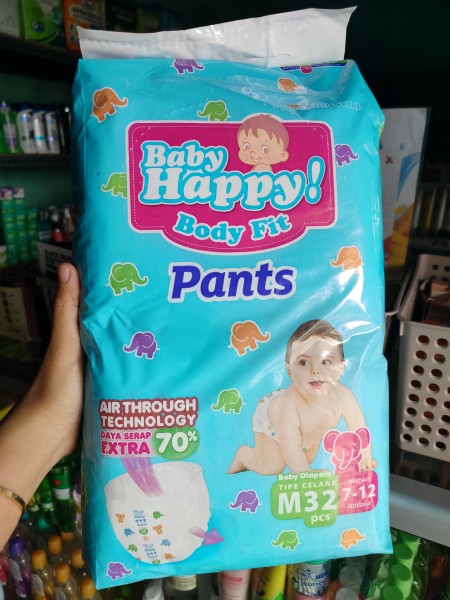 Baby
Happy!
Body Fit
Pants
AIR THROUGH
TECHNOLOGY
DAYA SERAP
EXTRA 70%
Baby Diapers
TIPE CELANA
M32
pcs
7-12